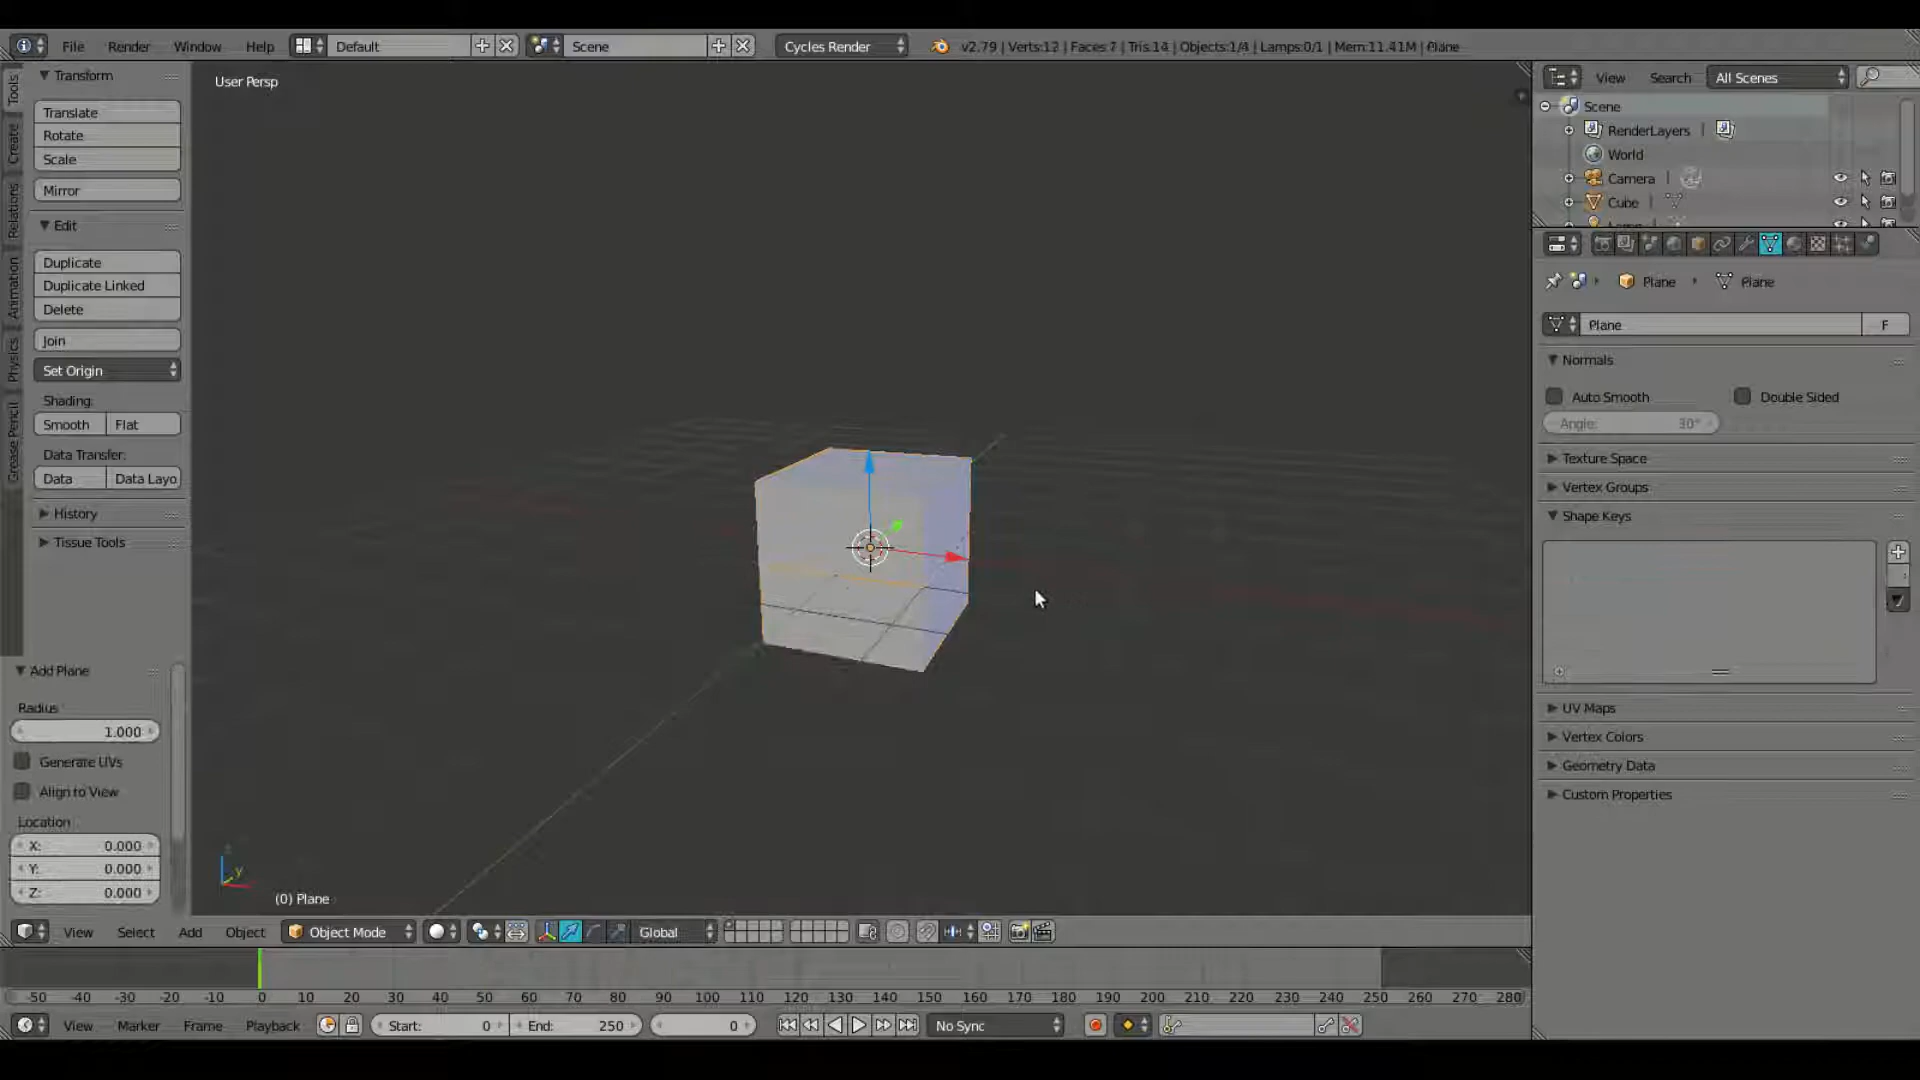 File Render Window Help Default Scene Cycles Render v2.79 | Verts:12 | Faces:7 | Tris:14 | Objects:1/4 | Lamps:0/1 | Mem:11.41M | Plane
Tools
Create
Relations
Animation
Physics
Grease Pencil
Transform
Translate
Rotate
Scale
Mirror
Edit
Duplicate
Duplicate Linked
Delete
Join
Set Origin
Shading:
Smooth Flat
Data Transfer:
Data Data Layo
History
Tissue Tools
Add Plane
Radius
1.000
Generate UVs
Align to View
Location
X: 0.000
Y: 0.000
Z: 0.000
User Persp
(0) Plane
View Select Add Object Object Mode Global
-50 -40 -30 -20 -10 0 10 20 30 40 50 60 70 80 90 100 110 120 130 140 150 160 170 180 190 200 210 220 230 240 250 260 270 280
View Marker Frame Playback Start: 0 End: 250 0 No Sync
View Search All Scenes
Scene
RenderLayers
World
Camera
Cube
Plane Plane
Plane F
Normals
Auto Smooth Double Sided
Angle: 30°
Texture Space
Vertex Groups
Shape Keys
UV Maps
Vertex Colors
Geometry Data
Custom Properties